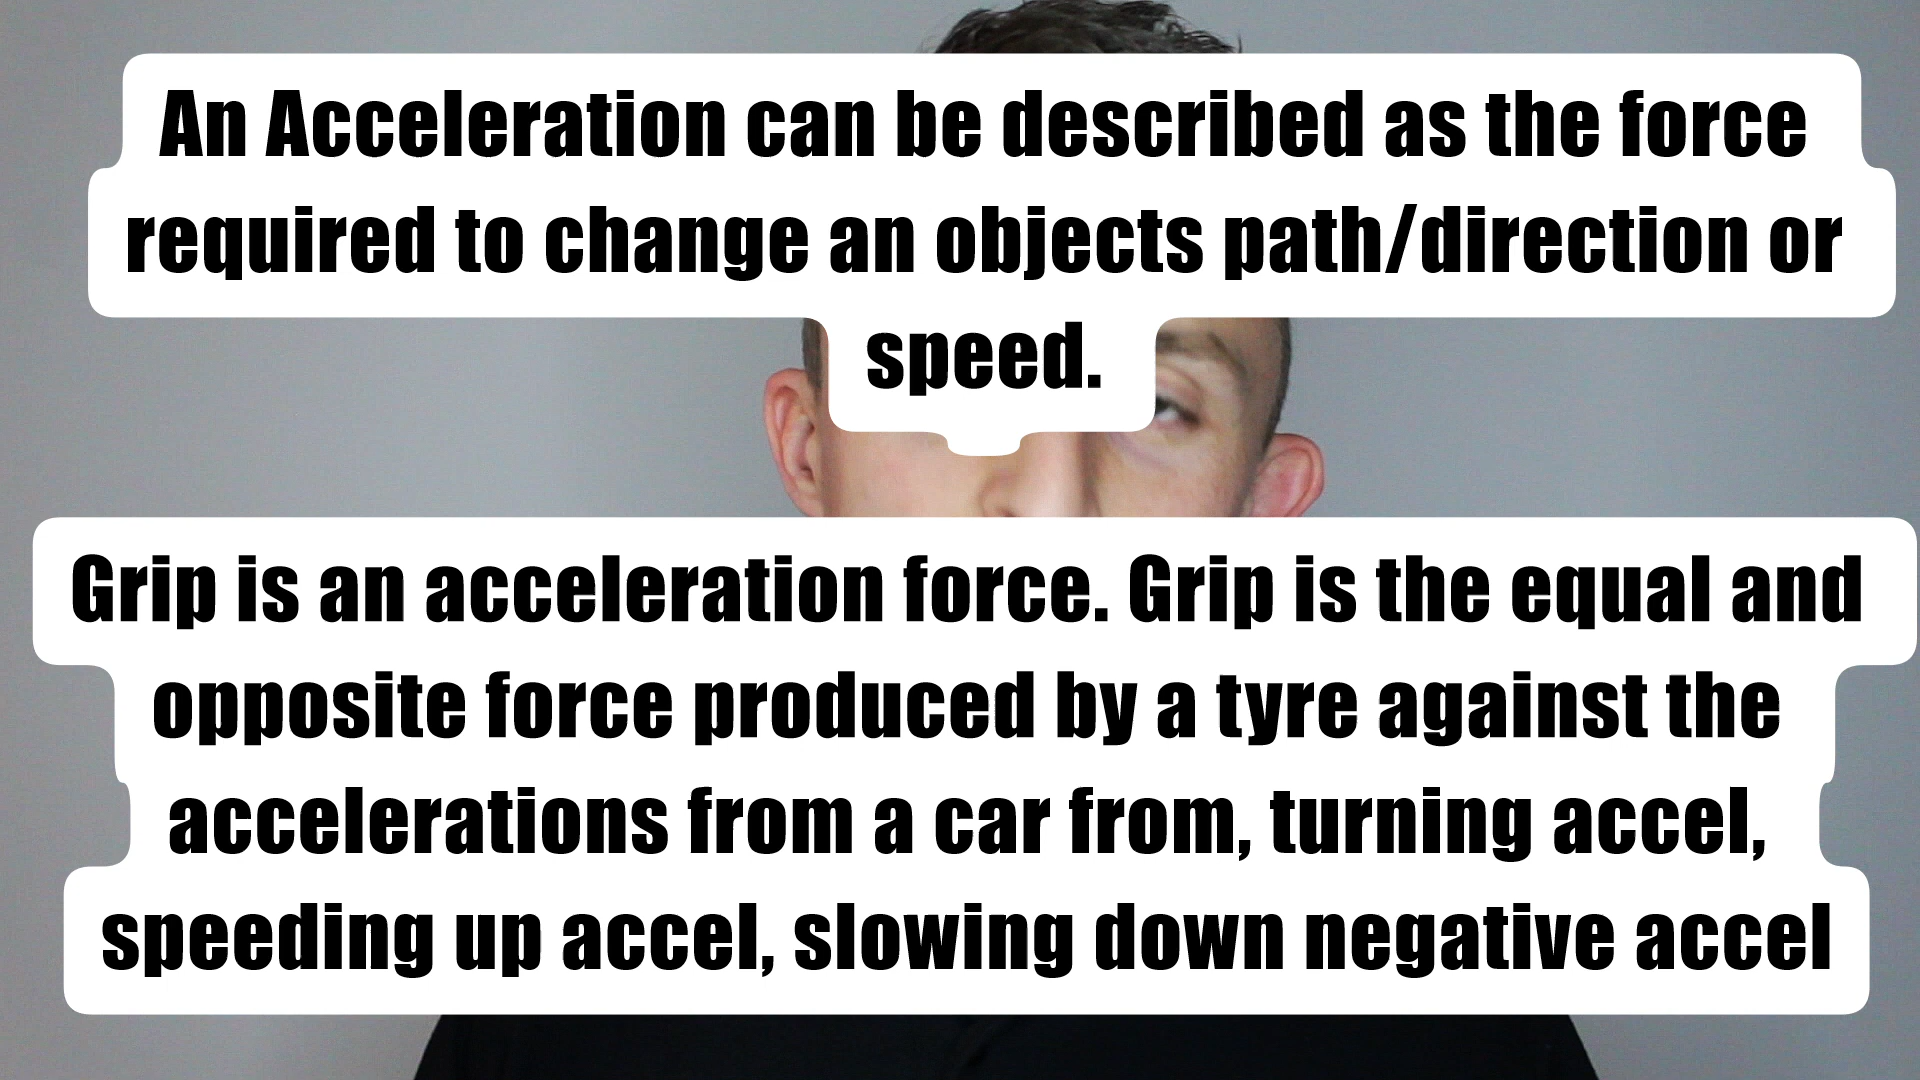 An Acceleration can be described as the force
required to change an objects path/direction or
speed.
Grip is an acceleration force. Grip is the equal and
opposite force produced by a tyre against the
accelerations from a car from, turning accel,
speeding up accel, slowing down negative accel